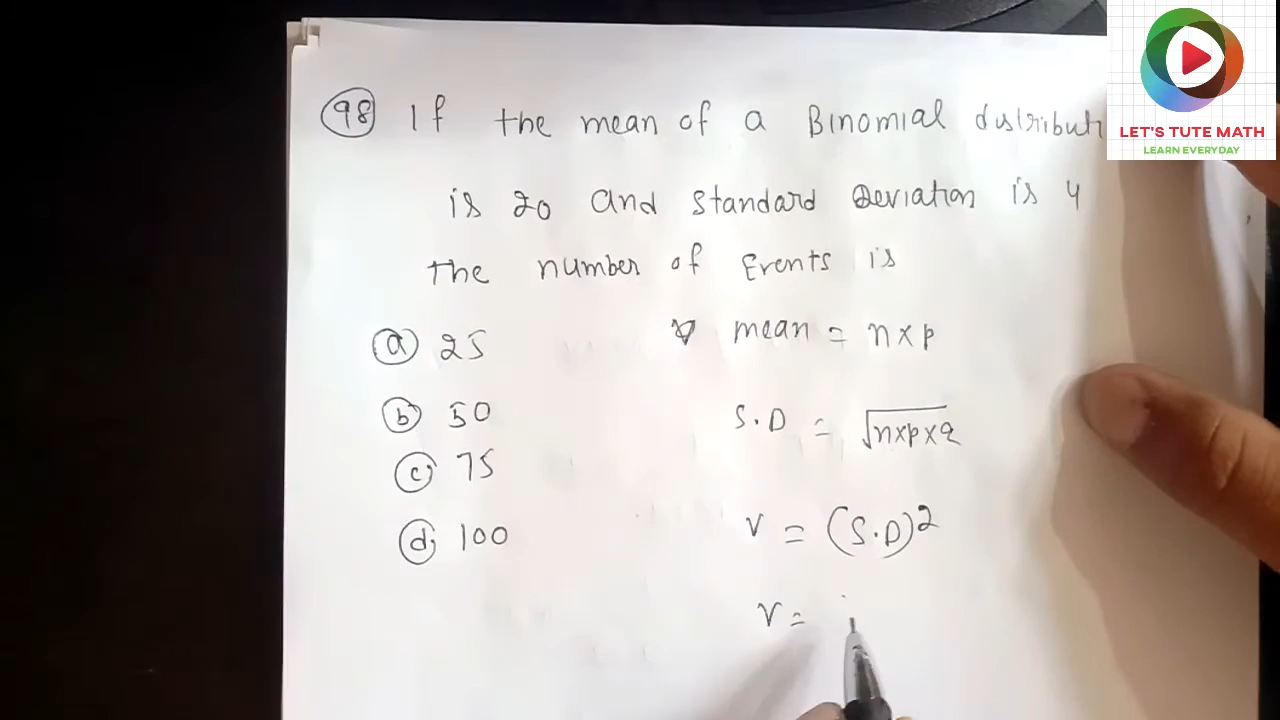 98 If the mean of a Binomial distribut
is 20 and standard Deviation is 4
the number of Events is
a 25
b 50
c 75
d 100
mean = n×p
S.D = √n×p×q
V = (S.D)2
V =
LET'S TUTE MATH
LEARN EVERYDAY